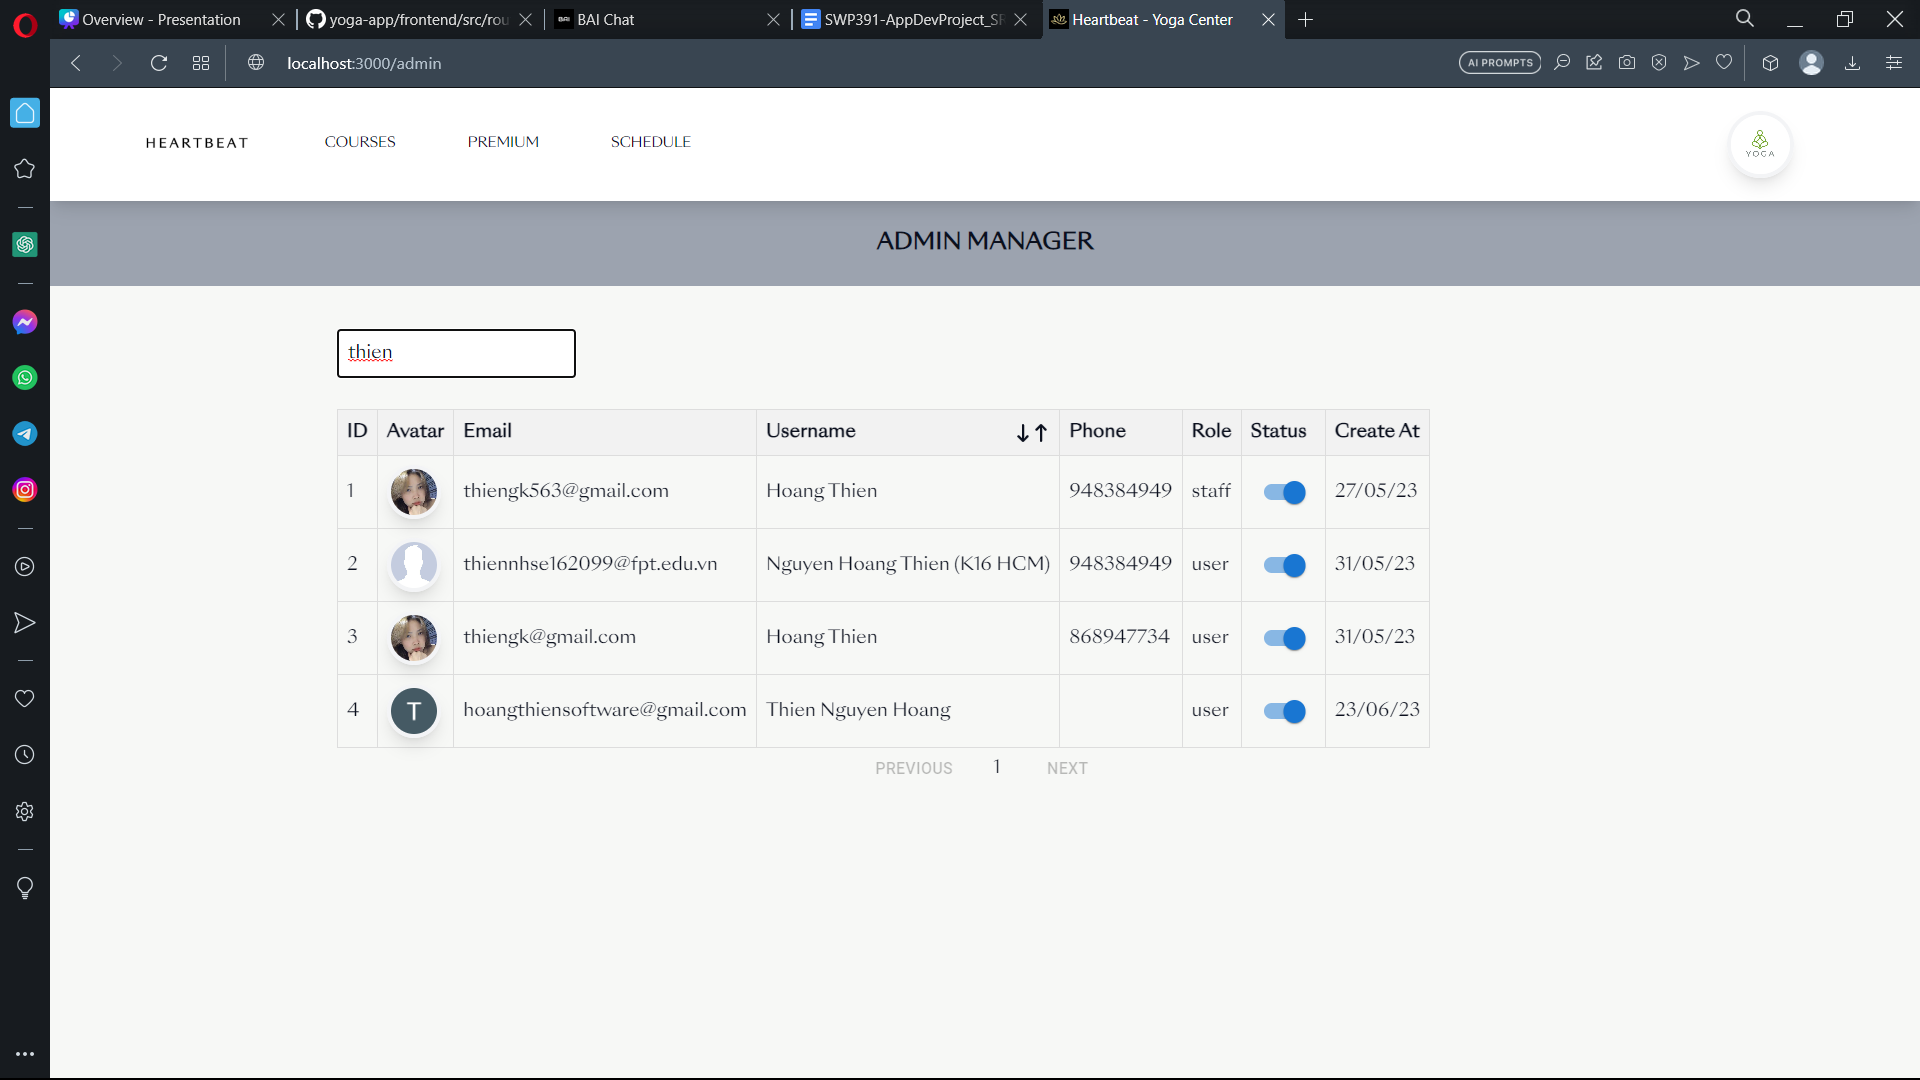 Overview - Presentation
yoga-app/frontend/src/rou
BAI
BAI Chat
SWP391-AppDevProject_SR
Heartbeat - Yoga Center
localhost:3000/admin
AI PROMPTS
HEARTBEAT
COURSES
PREMIUM
SCHEDULE
YOGA
ADMIN MANAGER
thien
ID Avatar Email Username Phone Role Status Create At
1 thiengk563@gmail.com Hoang Thien 948384949 staff 27/05/23
2 thiennhse162099@fpt.edu.vn Nguyen Hoang Thien (K16 HCM) 948384949 user 31/05/23
3 thiengk@gmail.com Hoang Thien 868947734 user 31/05/23
4 T hoangthiensoftware@gmail.com Thien Nguyen Hoang user 23/06/23
PREVIOUS 1 NEXT